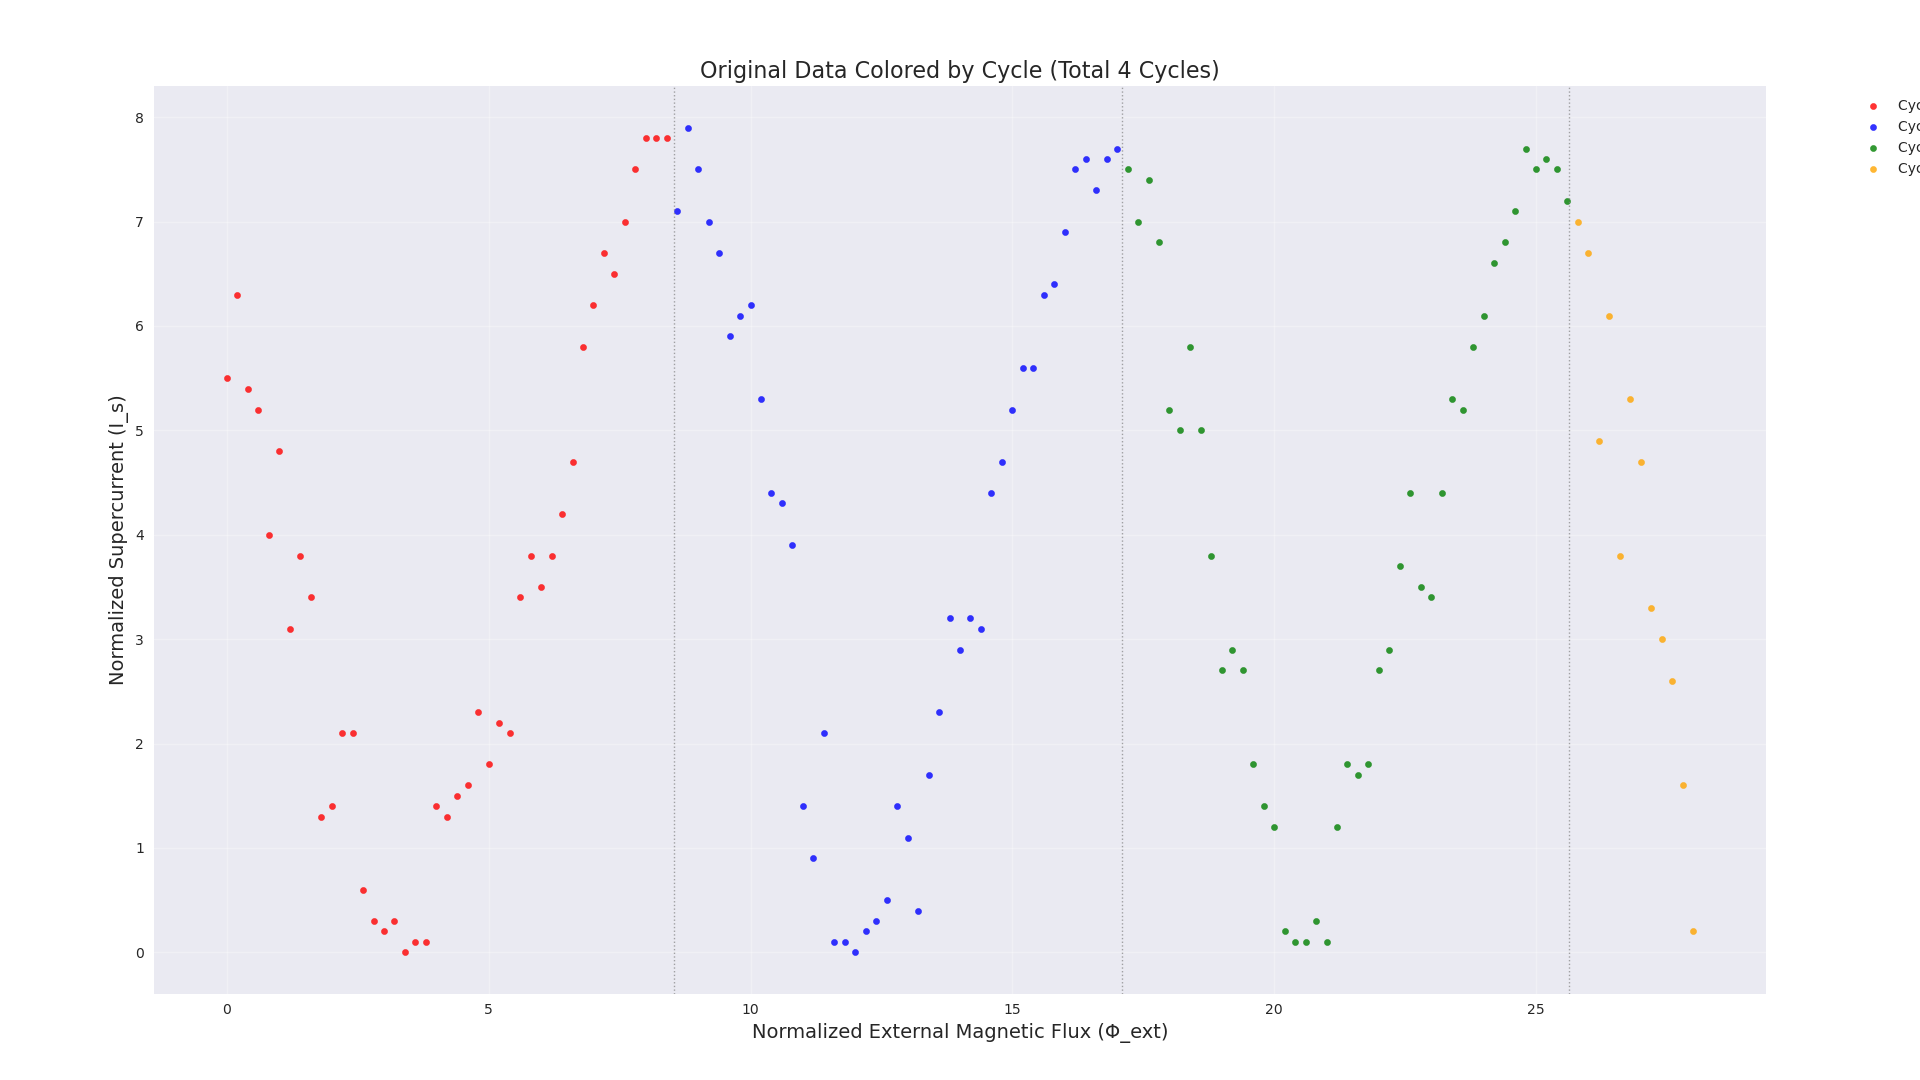 Original Data Colored by Cycle (Total 4 Cycles)
8
7
6
5
4
3
2
1
0
Normalized Supercurrent (I_s)
0 5 10 15 20 25
Normalized External Magnetic Flux (Φ_ext)
Cyc
Cyc
Cyc
Cyc